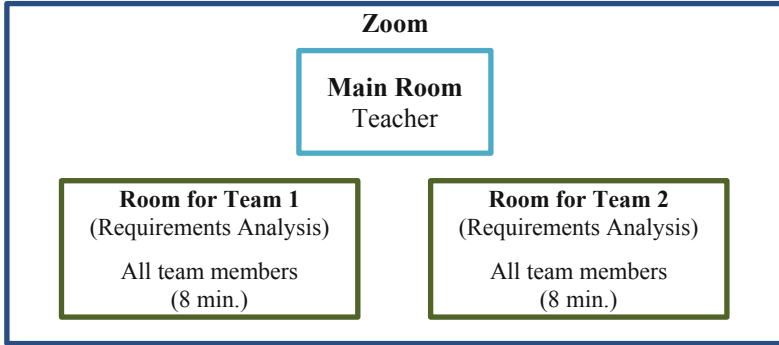 Zoom
Main Room
Teacher
Room for Team 1
(Requirements Analysis)
All team members
(8 min.)
Room for Team 2
(Requirements Analysis)
All team members
(8 min.)